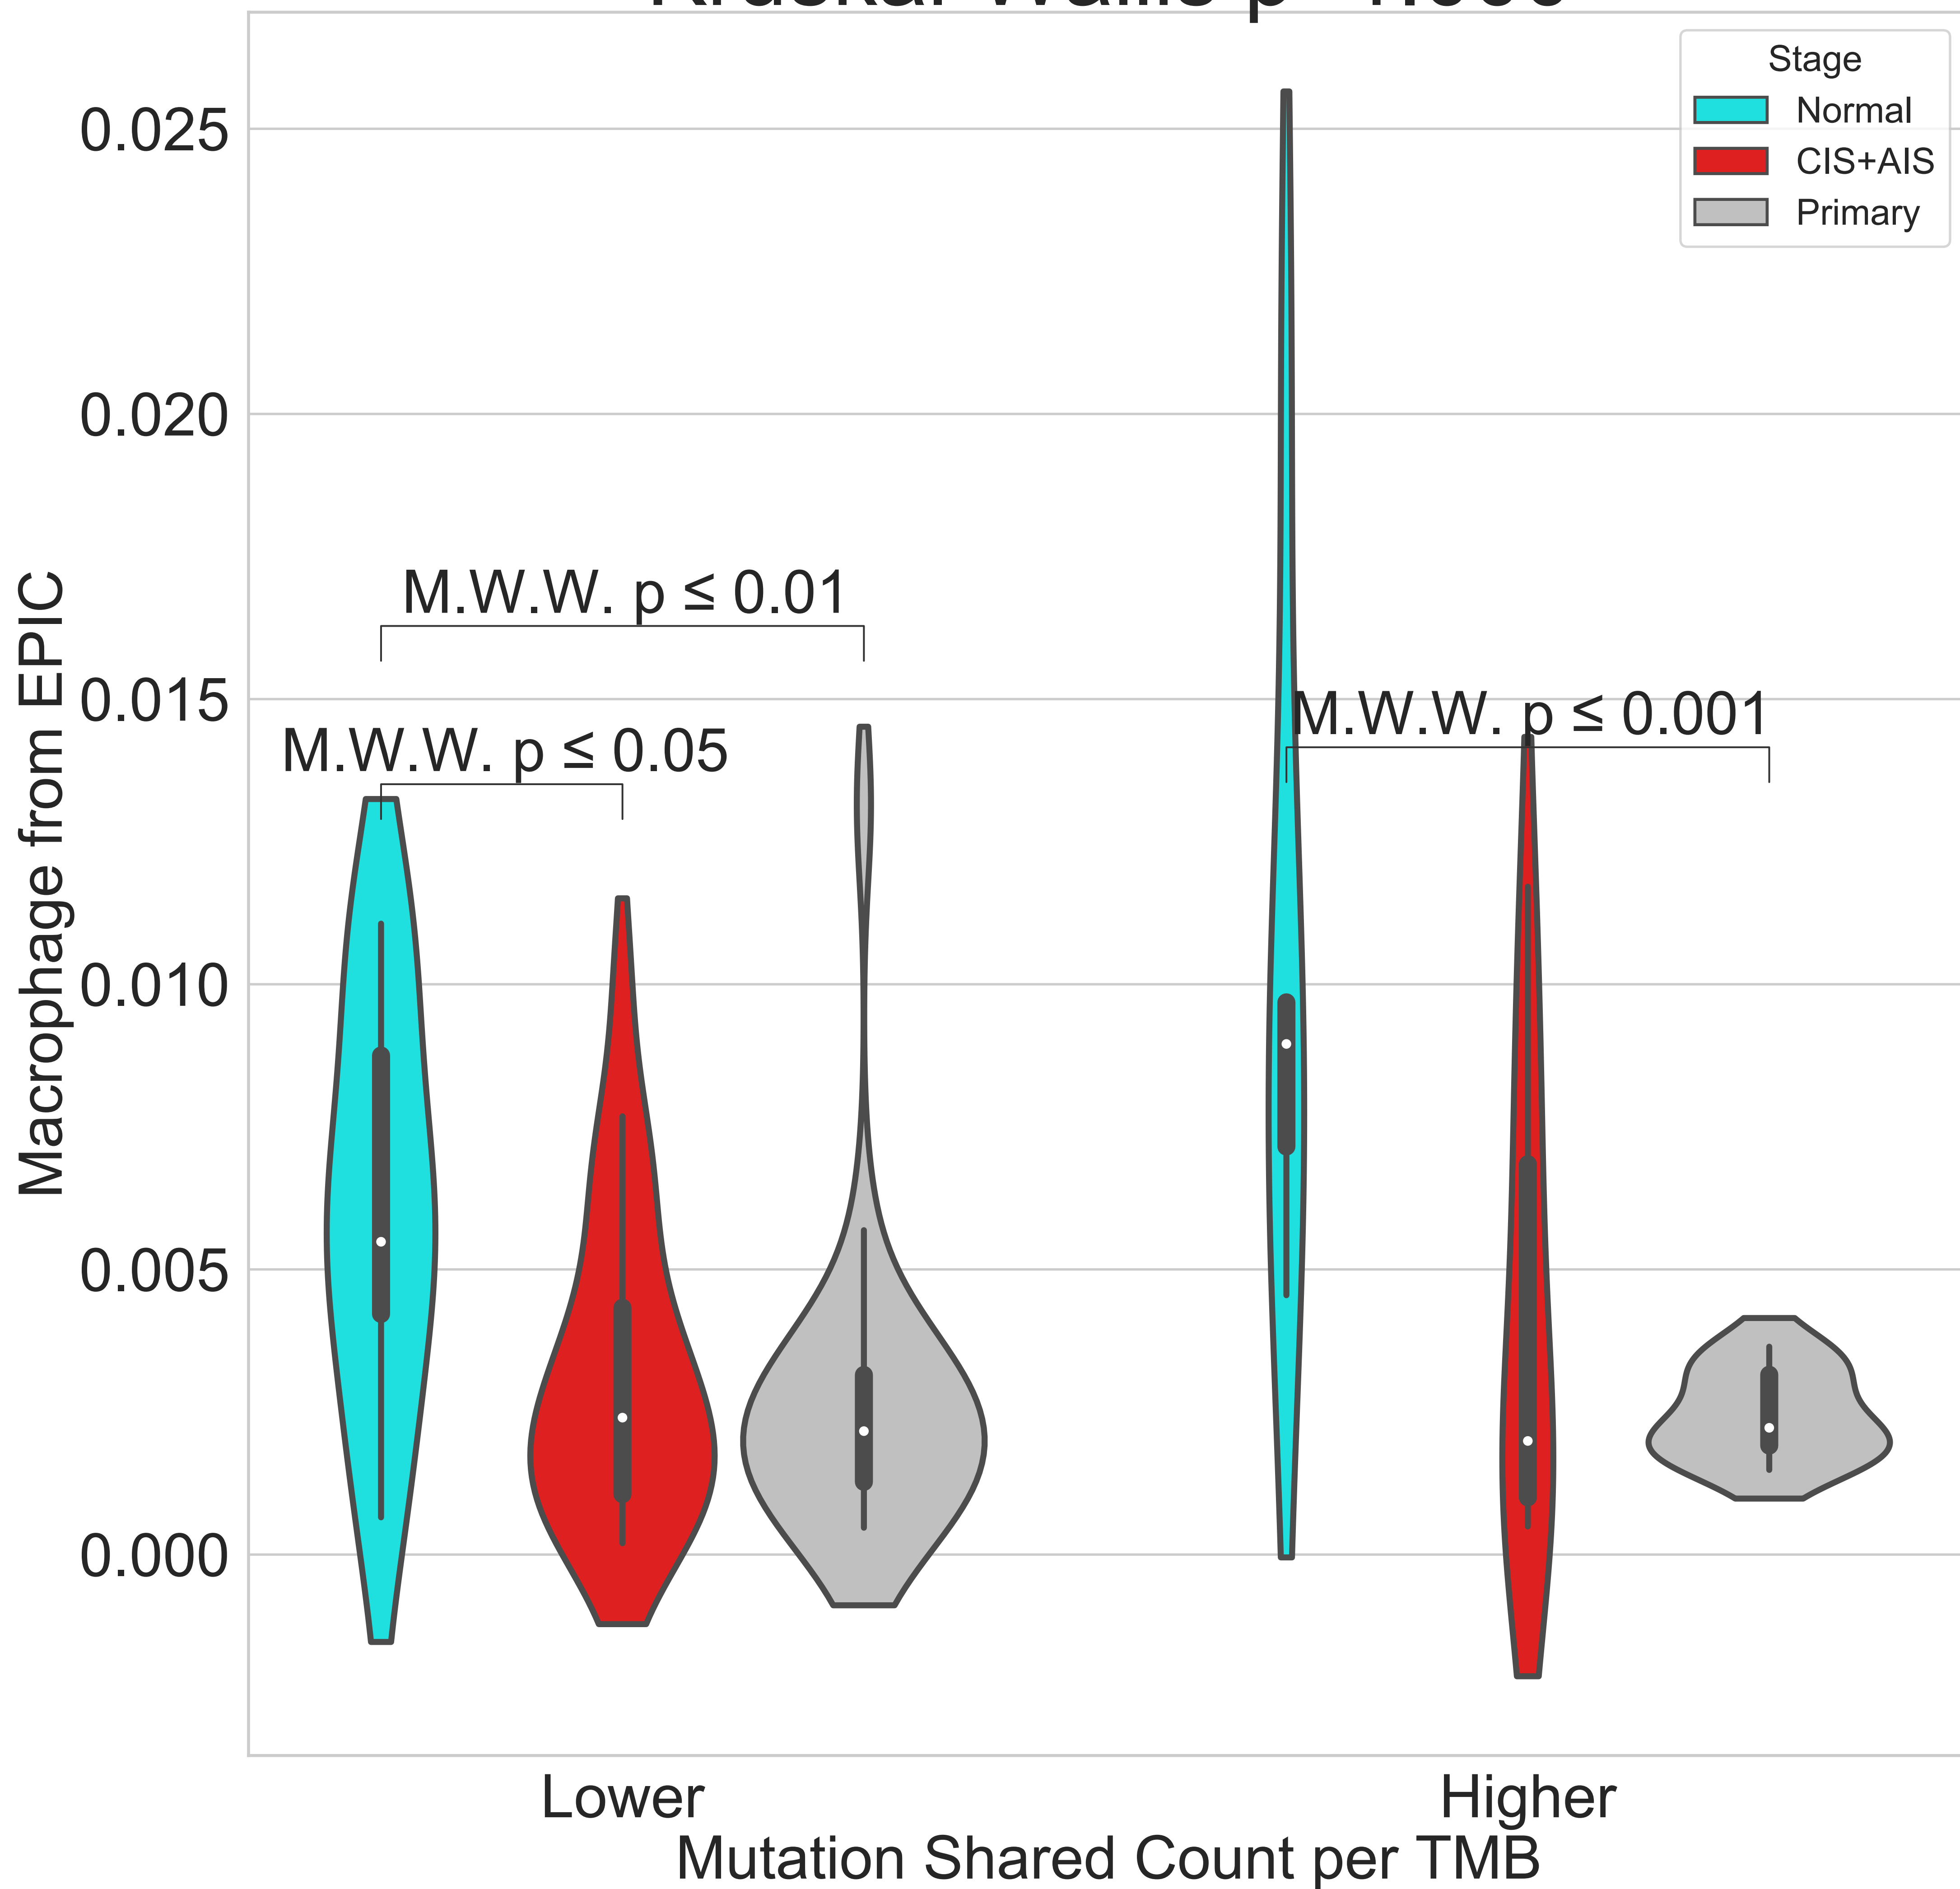 Stage
Normal
CIS+AIS
Primary
0.025
0.020
0.015
0.010
0.005
0.000
Macrophage from EPIC
M.W.W. p ≤ 0.01
M.W.W. p ≤ 0.05
M.W.W. p ≤ 0.001
Lower
Higher
Mutation Shared Count per TMB